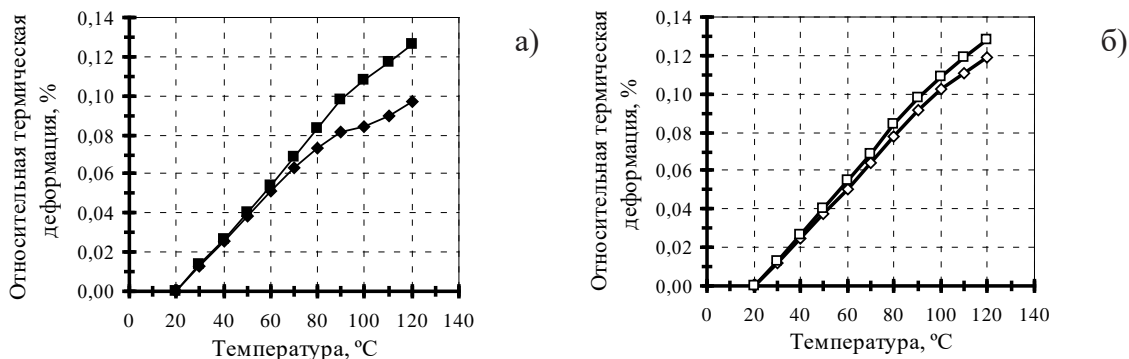 Относительная термическая
деформация, %
0,14
0,12
0,10
0,08
0,06
0,04
0,02
0,00
0 20 40 60 80 100 120 140
Температура, ºС
а)
Относительная термическая
деформация, %
0,14
0,12
0,10
0,08
0,06
0,04
0,02
0,00
0 20 40 60 80 100 120 140
Температура, ºС
б)